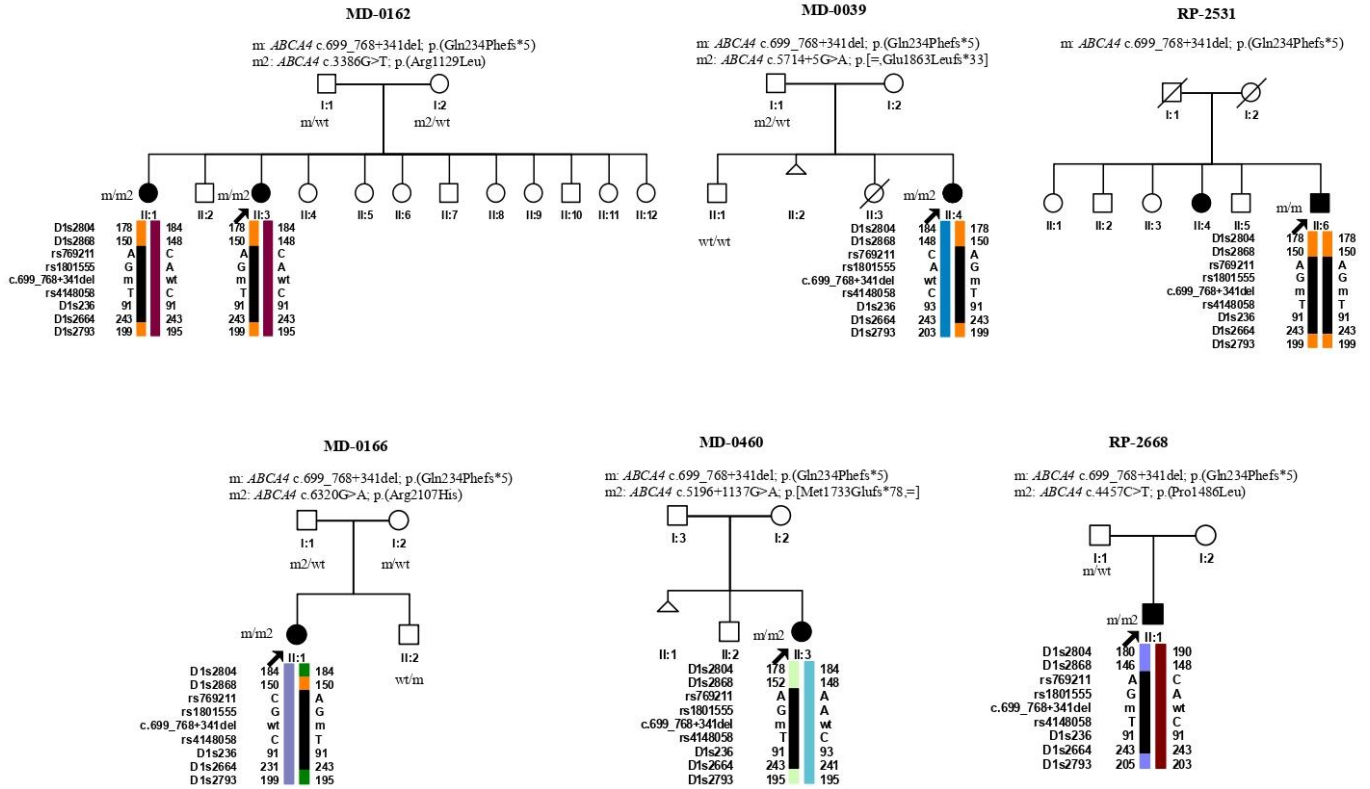 MD-0162
m: ABCA4 c.699_768+341del; p.(Gln234Phefs*5)
m2: ABCA4 c.3386G>T; p.(Arg1129Leu)
I:1 I:2
m/wt m2/wt
m/m2 m/m2
II:1 II:2 II:3 II:4 II:5 II:6 II:7 II:8 II:9 II:10 II:11 II:12
D1s2804 178 184 178 184
D1s2868 150 148 150 148
rs769211 A C A C
rs1801555 G A G A
c.699_768+341del m wt m wt
rs4148058 T C T C
D1s236 91 91 91 91
D1s2664 243 243 243 243
D1s2793 199 195 199 195
MD-0039
m: ABCA4 c.699_768+341del; p.(Gln234Phefs*5)
m2: ABCA4 c.5714+5G>A; p.[=,Glu1863Leufs*33]
I:1 I:2
m2/wt
m/m2
II:1 II:2 II:3 II:4
wt/wt
D1s2804 184 178
D1s2868 148 150
rs769211 C A
rs1801555 A G
c.699_768+341del wt m
rs4148058 C T
D1s236 93 91
D1s2664 243 243
D1s2793 203 199
RP-2531
m: ABCA4 c.699_768+341del; p.(Gln234Phefs*5)
I:1 I:2
m/m
II:1 II:2 II:3 II:4 II:5 II:6
D1s2804 178 178
D1s2868 150 150
rs769211 A A
rs1801555 G G
c.699_768+341del m m
rs4148058 T T
D1s236 91 91
D1s2664 243 243
D1s2793 199 199
MD-0166
m: ABCA4 c.699_768+341del; p.(Gln234Phefs*5)
m2: ABCA4 c.6320G>A; p.(Arg2107His)
I:1 I:2
m2/wt m/wt
m/m2
II:1 II:2
wt/m
D1s2804 184 184
D1s2868 150 150
rs769211 C A
rs1801555 G G
c.699_768+341del wt m
rs4148058 C T
D1s236 91 91
D1s2664 231 243
D1s2793 199 195
MD-0460
m: ABCA4 c.699_768+341del; p.(Gln234Phefs*5)
m2: ABCA4 c.5196+1137G>A; p.[Met1733Glufs*78,=]
I:3 I:2
m/m2
II:1 II:2 II:3
D1s2804 178 184
D1s2868 152 148
rs769211 A A
rs1801555 G A
c.699_768+341del m wt
rs4148058 T C
D1s236 91 93
D1s2664 243 241
D1s2793 195 195
RP-2668
m: ABCA4 c.699_768+341del; p.(Gln234Phefs*5)
m2: ABCA4 c.4457C>T; p.(Pro1486Leu)
I:1 I:2
m/wt
m/m2
II:1
D1s2804 180 190
D1s2868 146 148
rs769211 A C
rs1801555 G A
c.699_768+341del m wt
rs4148058 T C
D1s236 91 91
D1s2664 243 243
D1s2793 205 203